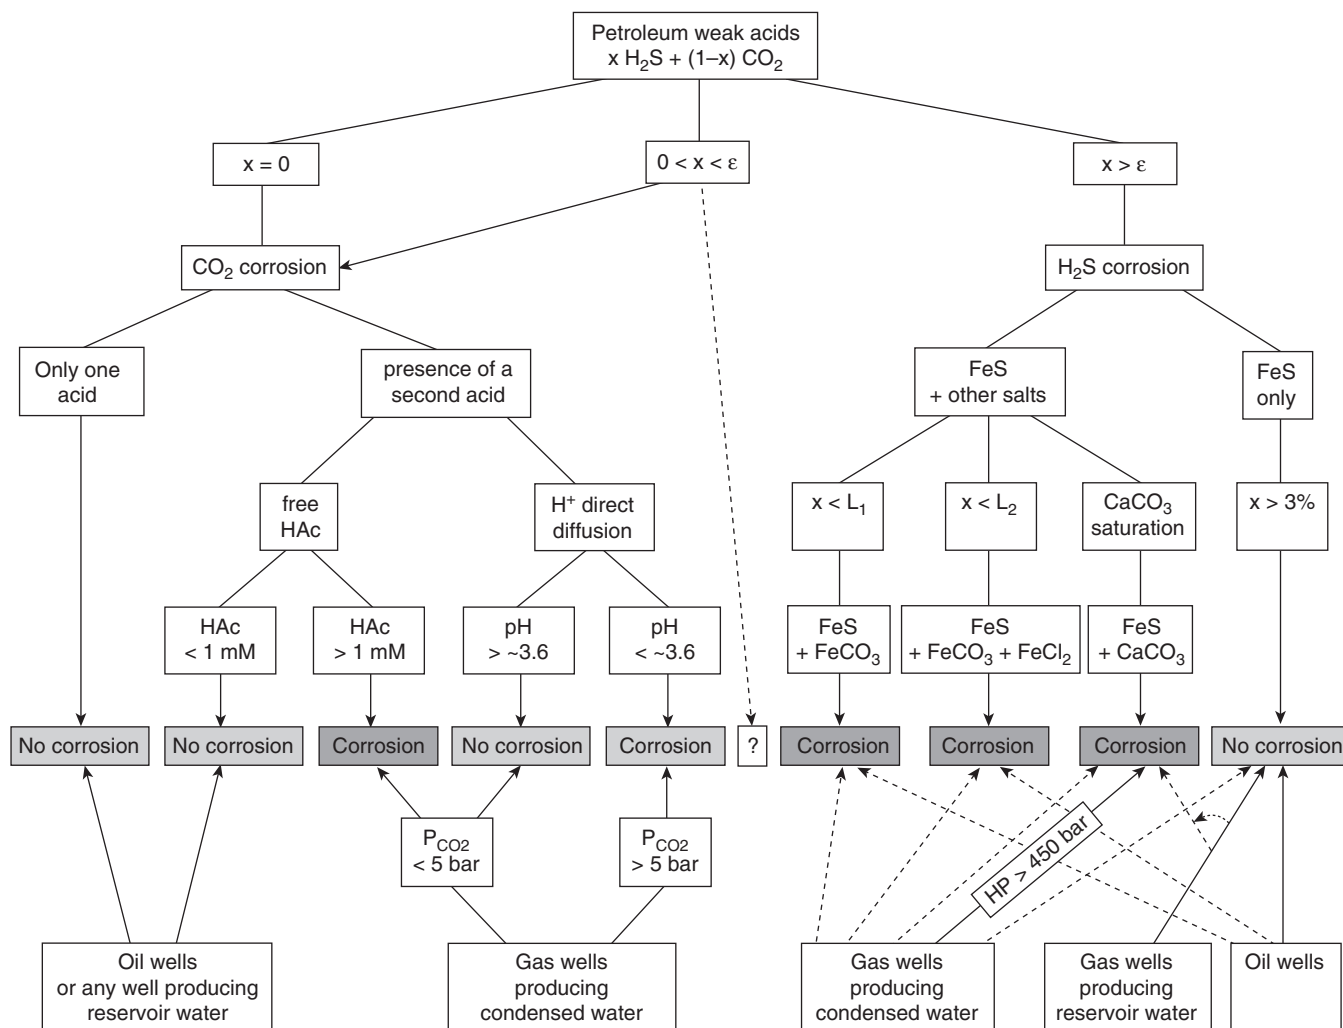 Petroleum weak acids
x H₂S + (1–x) CO₂
x = 0
0 < x < ε
x > ε
CO₂ corrosion
H₂S corrosion
Only one
acid
presence of a
second acid
FeS
+ other salts
FeS
only
free
HAc
H⁺ direct
diffusion
x < L₁
x < L₂
CaCO₃
saturation
x > 3%
HAc
< 1 mM
HAc
> 1 mM
pH
> ~3.6
pH
< ~3.6
FeS
+ FeCO₃
FeS
+ FeCO₃ + FeCl₂
FeS
+ CaCO₃
No corrosion
No corrosion
Corrosion
No corrosion
Corrosion
?
Corrosion
Corrosion
Corrosion
No corrosion
P_CO2
< 5 bar
P_CO2
> 5 bar
HP > 450 bar
Oil wells
or any well producing
reservoir water
Gas wells
producing
condensed water
Gas wells
producing
condensed water
Gas wells
producing
reservoir water
Oil wells